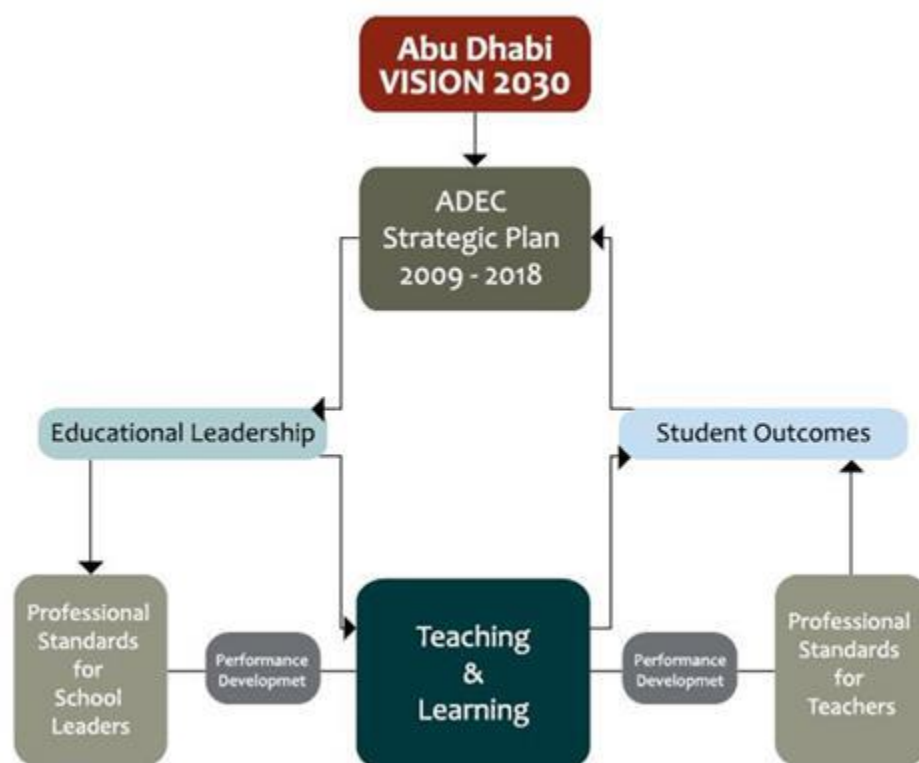 Abu Dhabi
VISION 2030
ADEC
Strategic Plan
2009 - 2018
Educational Leadership
Student Outcomes
Professional
Standards
for
School
Leaders
Performance
Developmet
Teaching
&
Learning
Performance
Developmet
Professional
Standards
for
Teachers